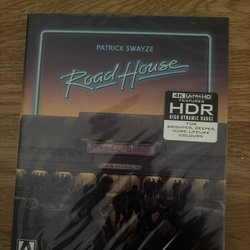 PATRICK SWAYZE
Road House
4K ULTRA HD
FEATURES
HDR
HIGH DYNAMIC RANGE
FOR
BRIGHTER, DEEPER,
MORE LIFELIKE
COLOURS